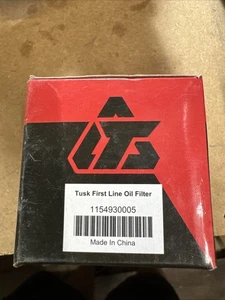 Tusk First Line Oil Filter
1154930005
Made In China